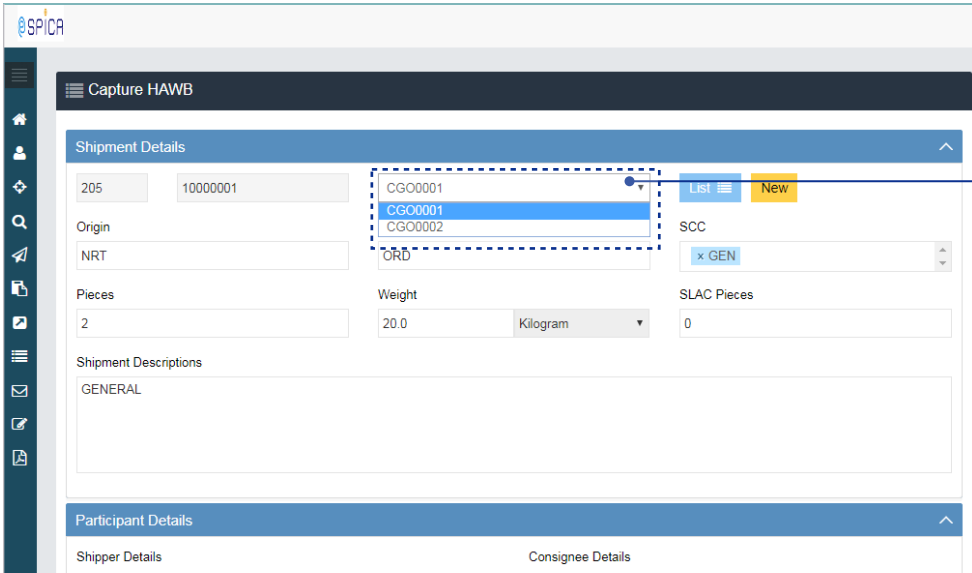 eSPiCA
Capture HAWB
Shipment Details
205 10000001 CGO0001 List New
CGO0001
CGO0002
Origin SCC
NRT ORD × GEN
Pieces Weight SLAC Pieces
2 20.0 Kilogram 0
Shipment Descriptions
GENERAL
Participant Details
Shipper Details Consignee Details